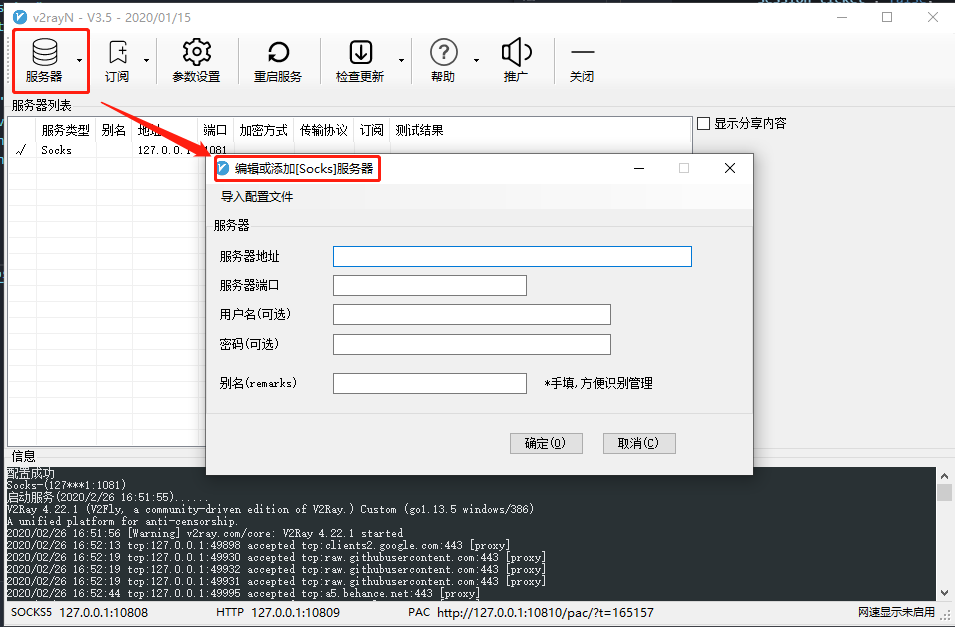 v2rayN - V3.5 - 2020/01/15
服务器 订阅 参数设置 重启服务 检查更新 帮助 推广 关闭
服务器列表
服务类型 别名 地址 端口 加密方式 传输协议 订阅 测试结果
显示分享内容
Socks 127.0.0.1 1081
编辑或添加[Socks]服务器
导入配置文件
服务器
服务器地址
服务器端口
用户名(可选)
密码(可选)
别名(remarks) *手填,方便识别管理
确定(O) 取消(C)
信息
配置成功
Socks-(127***1:1081)
启动服务(2020/2/26 16:51:55)......
V2Ray 4.22.1 (V2Fly, a community-driven edition of V2Ray.) Custom (go1.13.5 windows/386)
A unified platform for anti-censorship.
2020/02/26 16:51:56 [Warning] v2ray.com/core: V2Ray 4.22.1 started
2020/02/26 16:52:13 tcp:127.0.0.1:49898 accepted tcp:clients2.google.com:443 [proxy]
2020/02/26 16:52:19 tcp:127.0.0.1:49930 accepted tcp:raw.githubusercontent.com:443 [proxy]
2020/02/26 16:52:19 tcp:127.0.0.1:49932 accepted tcp:raw.githubusercontent.com:443 [proxy]
2020/02/26 16:52:19 tcp:127.0.0.1:49931 accepted tcp:raw.githubusercontent.com:443 [proxy]
2020/02/26 16:52:44 tcp:127.0.0.1:49995 accepted tcp:a5.behance.net:443 [proxy]
SOCKS5 127.0.0.1:10808 HTTP 127.0.0.1:10809 PAC http://127.0.0.1:10810/pac/?t=165157 网速显示未启用